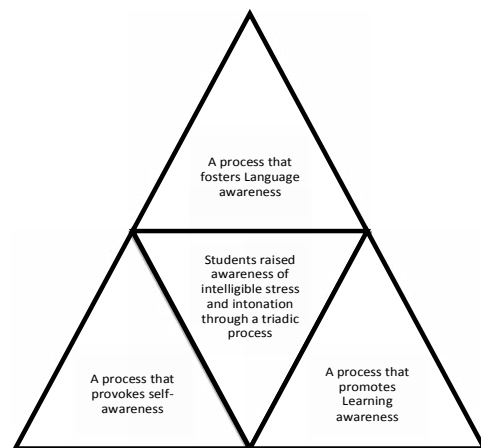 A process that
fosters Language
awareness
Students raised
awareness of
intelligible stress
and intonation
through a triadic
process
A process that
provokes self-
awareness
A process that
promotes
Learning
awareness